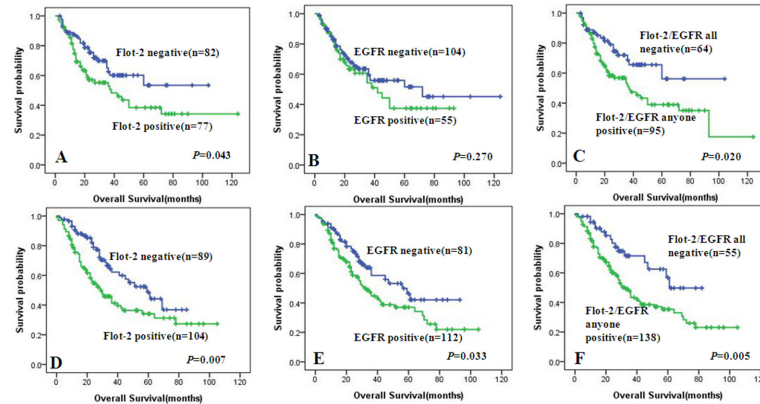 Survival probability
1.0
0.8
0.6
0.4
0.2
0.0
Flot-2 negative(n=82)
Flot-2 positive(n=77)
A
P=0.043
0 20 40 60 80 100 120
Overall Survival(months)
Survival probability
1.0
0.8
0.6
0.4
0.2
0.0
EGFR negative(n=104)
EGFR positive(n=55)
B
P=0.270
0 20 40 60 80 100 120
Overall Survival(months)
Survival probability
1.0
0.8
0.6
0.4
0.2
0.0
Flot-2/EGFR all
negative(n=64)
Flot-2/EGFR anyone
positive(n=95)
C
P=0.020
0 20 40 60 80 100 120
Overall Survival(months)
Survival probability
1.0
0.8
0.6
0.4
0.2
0.0
Flot-2 negative(n=89)
Flot-2 positive(n=104)
D
P=0.007
0 20 40 60 80 100 120
Overall Survival(months)
Survival probability
1.0
0.8
0.6
0.4
0.2
0.0
EGFR negative(n=81)
EGFR positive(n=112)
E
P=0.033
0 20 40 60 80 100 120
Overall Survival(months)
Survival probability
1.0
0.8
0.6
0.4
0.2
0.0
Flot-2/EGFR all
negative(n=55)
Flot-2/EGFR
anyone
positive(n=138)
F
P=0.005
0 20 40 60 80 100 120
Overall Survival(months)